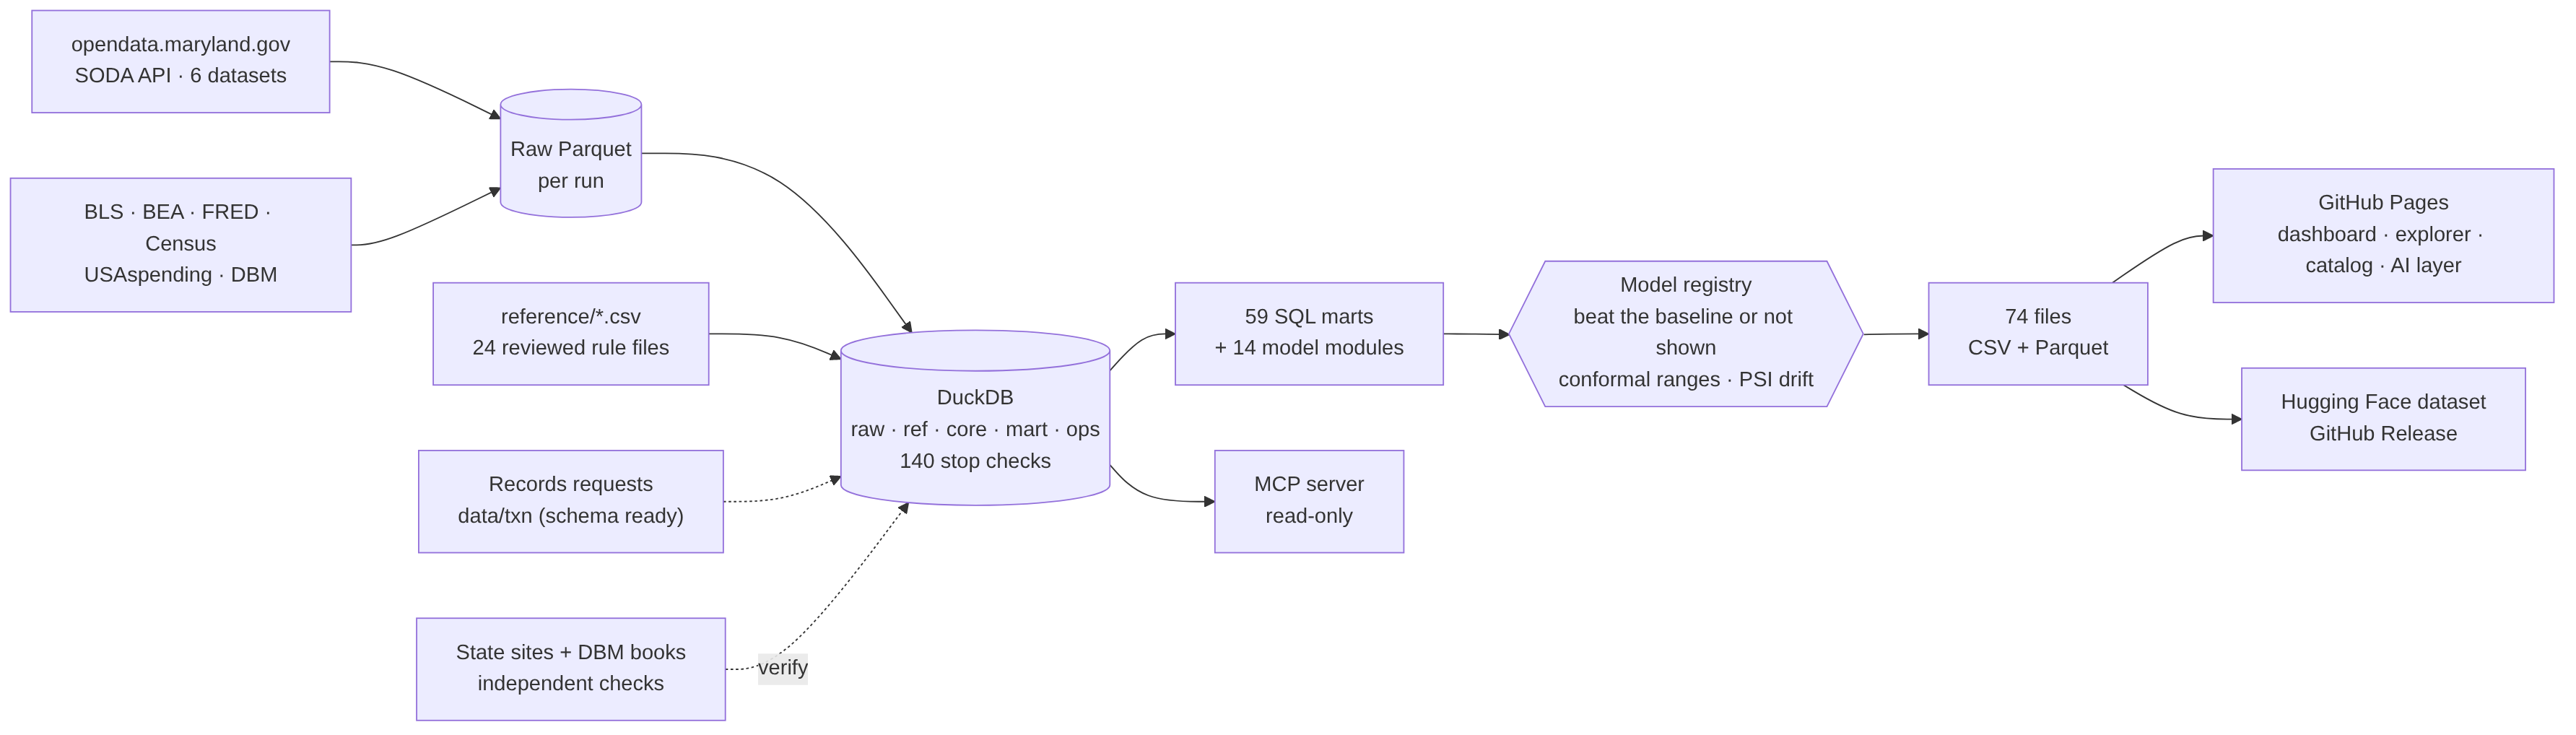 opendata.maryland.gov
SODA API · 6 datasets
BLS · BEA · FRED ·
Census
USAspending · DBM
Raw Parquet
per run
reference/*.csv
24 reviewed rule files
Records requests
data/txn (schema ready)
State sites + DBM books
independent checks
verify
DuckDB
raw · ref · core · mart · ops
140 stop checks
59 SQL marts
+ 14 model modules
MCP server
read-only
Model registry
beat the baseline or not
shown
conformal ranges · PSI drift
74 files
CSV + Parquet
GitHub Pages
dashboard · explorer ·
catalog · AI layer
Hugging Face dataset
GitHub Release